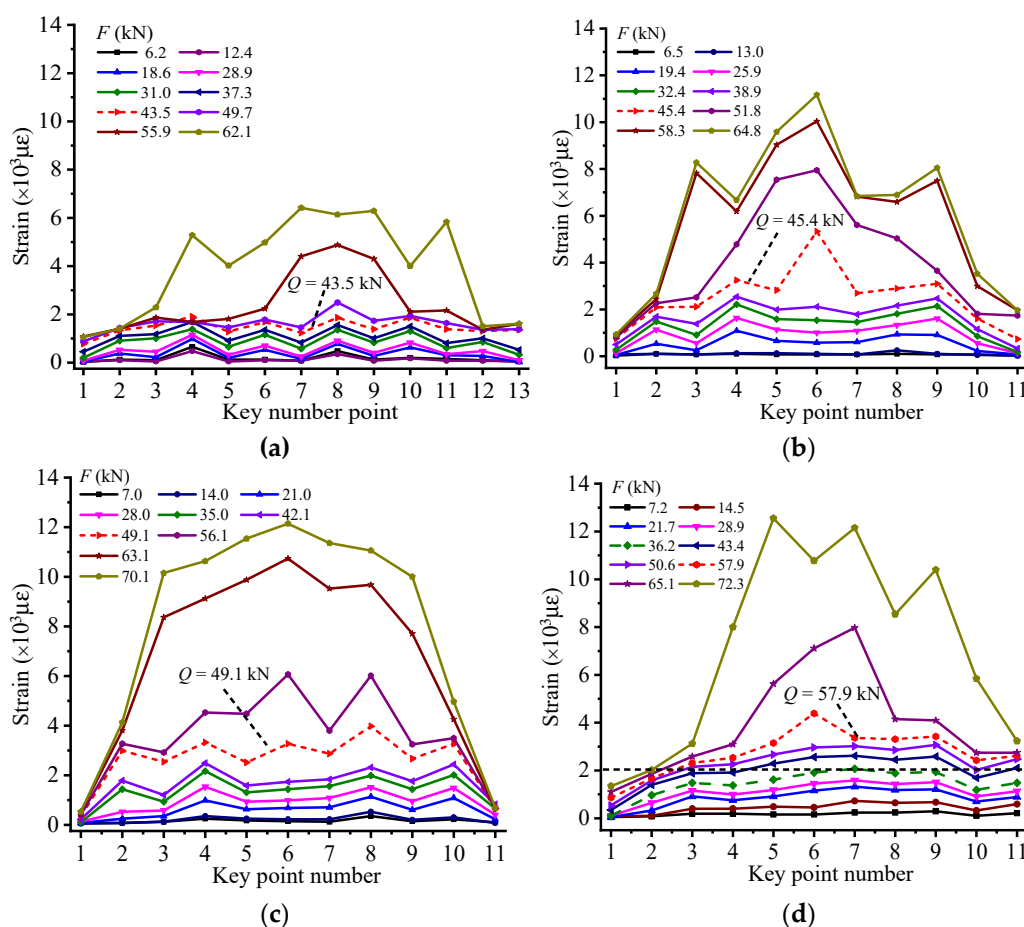 14
12
10
8
6
4
2
0
Strain (×10³με)
F (kN)
6.2 12.4
18.6 28.9
31.0 37.3
43.5 49.7
55.9 62.1
Q = 43.5 kN
1 2 3 4 5 6 7 8 9 10 11 12 13
Key number point
(a)
14
12
10
8
6
4
2
0
Strain (×10³με)
F (kN)
6.5 13.0
19.4 25.9
32.4 38.9
45.4 51.8
58.3 64.8
Q = 45.4 kN
1 2 3 4 5 6 7 8 9 10 11
Key point number
(b)
14
12
10
8
6
4
2
0
Strain (×10³με)
F (kN)
7.0 14.0 21.0
28.0 35.0 42.1
49.1 56.1
63.1
70.1
Q = 49.1 kN
1 2 3 4 5 6 7 8 9 10 11
Key point number
(c)
14
12
10
8
6
4
2
0
Strain (×10³με)
F (kN)
7.2 14.5
21.7 28.9
36.2 43.4
50.6 57.9
65.1 72.3
Q = 57.9 kN
1 2 3 4 5 6 7 8 9 10 11
Key point number
(d)